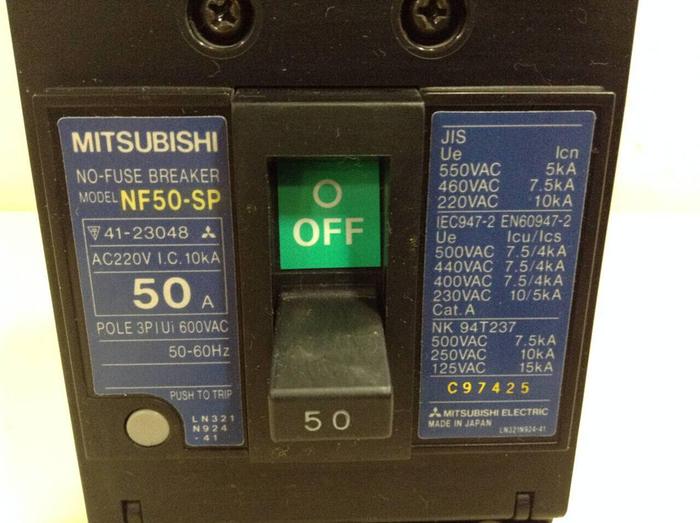 MITSUBISHI
NO-FUSE BREAKER
MODEL NF50-SP
41-23048
AC220V I.C.10kA
50 A
POLE 3P Ui 600VAC
50-60Hz
PUSH TO TRIP
LN321
N924
-41
O
OFF
50
JIS
Ue Icn
550VAC 5kA
460VAC 7.5kA
220VAC 10kA
IEC947-2 EN60947-2
Ue Icu/Ics
500VAC 7.5/4kA
440VAC 7.5/4kA
400VAC 7.5/4kA
230VAC 10/5kA
Cat.A
NK 94T237
500VAC 7.5kA
250VAC 10kA
125VAC 15kA
C97425
MITSUBISHI ELECTRIC
MADE IN JAPAN LN321N924-41